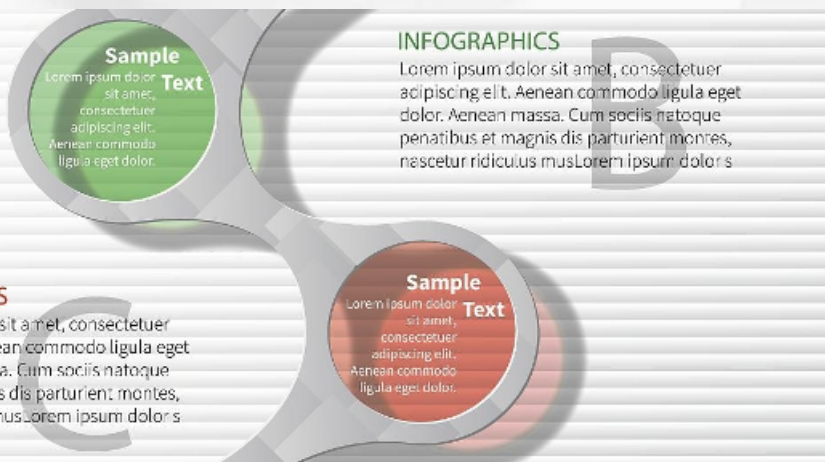 Sample
Text
Lorem ipsum dolor
sit amet,
consectetuer
adipiscing elit.
Aenean commodo
ligula eget dolor.
INFOGRAPHICS
Lorem ipsum dolor sit amet, consectetuer
adipiscing elit. Aenean commodo ligula eget
dolor. Aenean massa. Cum sociis natoque
penatibus et magnis dis parturient montes,
nascetur ridiculus musLorem ipsum dolor s
B
Sample
Text
Lorem ipsum dolor
sit amet,
consectetuer
adipiscing elit.
Aenean commodo
ligula eget dolor.
S
sit amet, consectetuer
ean commodo ligula eget
a. Cum sociis natoque
s dis parturient montes,
musLorem ipsum dolor s
C